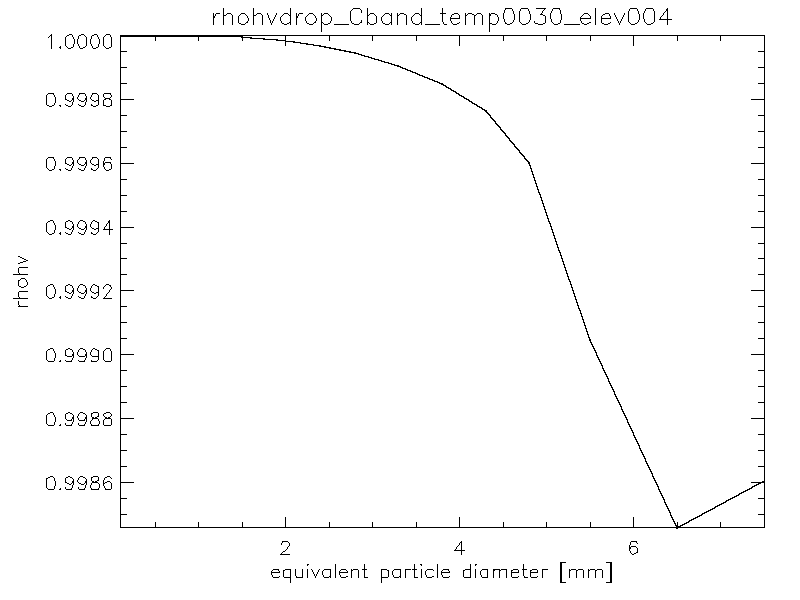 rhohvdrop_Cband_temp0030_elev004
1.0000
0.9998
0.9996
0.9994
0.9992
0.9990
0.9988
0.9986
rhohv
2 4 6
equivalent particle diameter [mm]